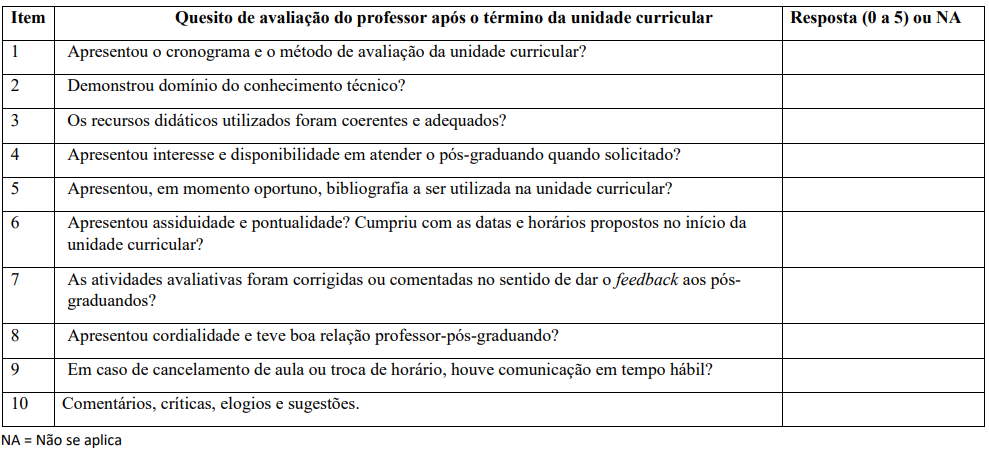 Item Quesito de avaliação do professor após o término da unidade curricular Resposta (0 a 5) ou NA
1 Apresentou o cronograma e o método de avaliação da unidade curricular?
2 Demonstrou domínio do conhecimento técnico?
3 Os recursos didáticos utilizados foram coerentes e adequados?
4 Apresentou interesse e disponibilidade em atender o pós-graduando quando solicitado?
5 Apresentou, em momento oportuno, bibliografia a ser utilizada na unidade curricular?
6 Apresentou assiduidade e pontualidade? Cumpriu com as datas e horários propostos no início da
unidade curricular?
7 As atividades avaliativas foram corrigidas ou comentadas no sentido de dar o feedback aos pós-
graduandos?
8 Apresentou cordialidade e teve boa relação professor-pós-graduando?
9 Em caso de cancelamento de aula ou troca de horário, houve comunicação em tempo hábil?
10 Comentários, críticas, elogios e sugestões.
NA = Não se aplica